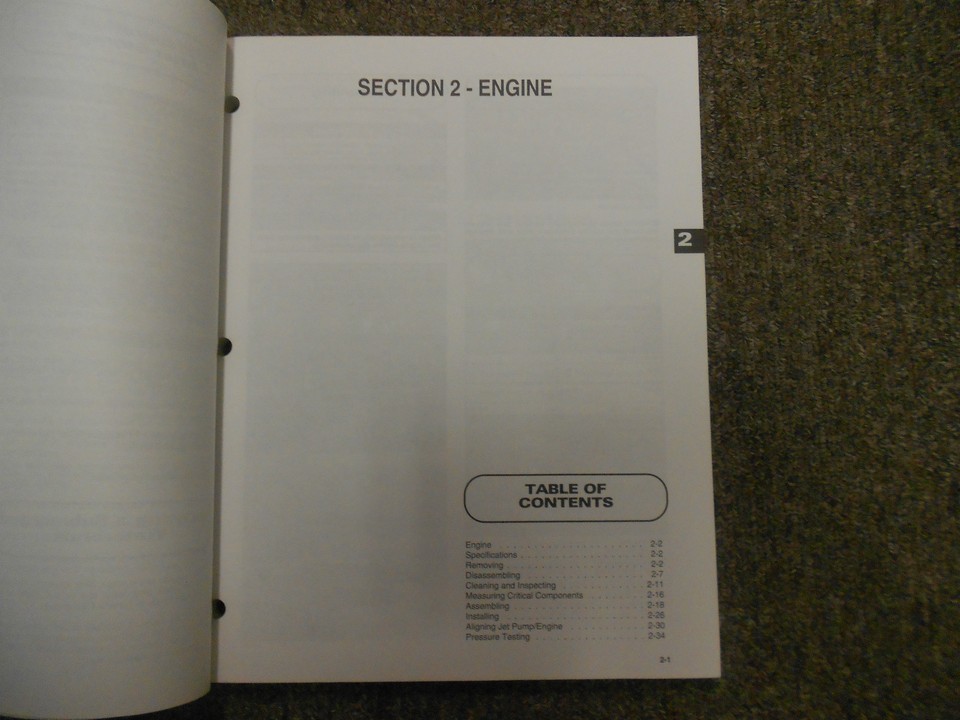 SECTION 2 - ENGINE
2
TABLE OF
CONTENTS
Engine . . . . . . . . . . . . . . . . . . . . . . 2-2
Specifications . . . . . . . . . . . . . . . . . . . 2-2
Removing . . . . . . . . . . . . . . . . . . . . . 2-2
Disassembling . . . . . . . . . . . . . . . . . . . 2-7
Cleaning and Inspecting . . . . . . . . . . . . . 2-11
Measuring Critical Components . . . . . . . . . 2-16
Assembling . . . . . . . . . . . . . . . . . . . . 2-18
Installing . . . . . . . . . . . . . . . . . . . . . 2-26
Aligning Jet Pump/Engine . . . . . . . . . . . . 2-30
Pressure Testing . . . . . . . . . . . . . . . . . 2-34
2-1